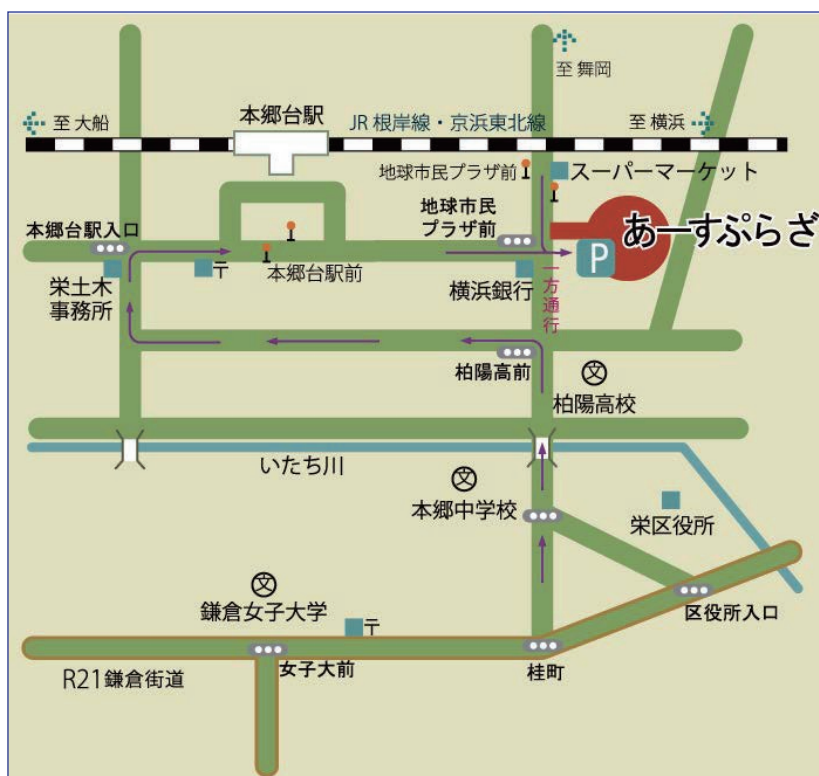 至 舞岡
至 大船
本郷台駅
JR 根岸線・京浜東北線
至 横浜
地球市民プラザ前
スーパーマーケット
本郷台駅入口
地球市民
プラザ前
あーすぷらざ
P
栄土木
事務所
〒
本郷台駅前
横浜銀行
一方通行
柏陽高前
文
柏陽高校
いたち川
文
本郷中学校
栄区役所
文
鎌倉女子大学
〒
区役所入口
R21鎌倉街道
女子大前
桂町